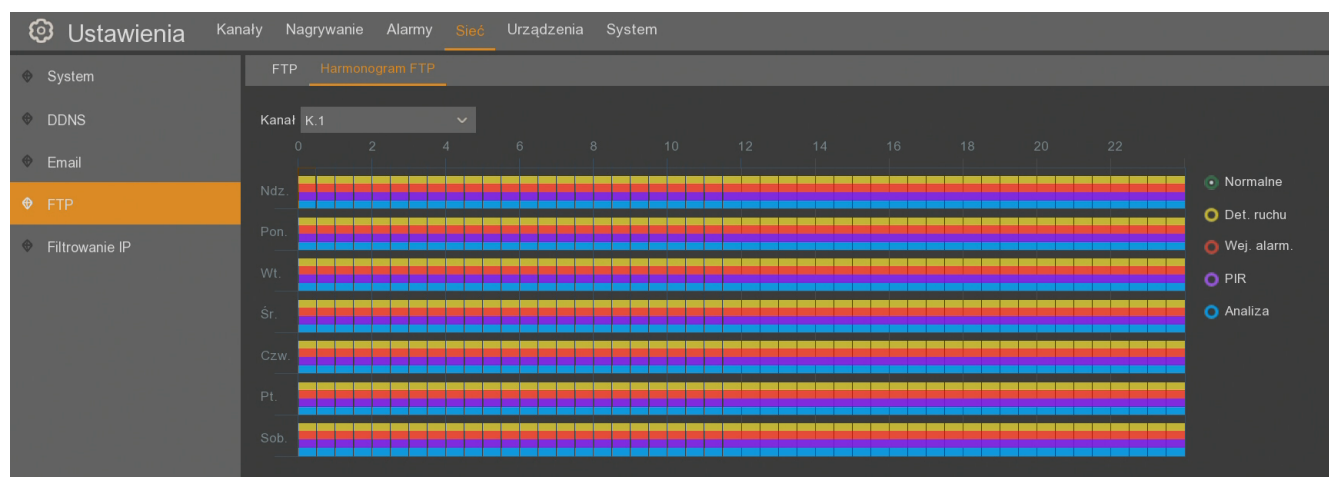 Ustawienia Kanały Nagrywanie Alarmy Sieć Urządzenia System
System
DDNS
Email
FTP
Filtrowanie IP
FTP Harmonogram FTP
Kanał K.1
0 2 4 6 8 10 12 14 16 18 20 22
Ndz.
Pon.
Wt.
Śr.
Czw.
Pt.
Sob.
Normalne
Det. ruchu
Wej. alarm.
PIR
Analiza